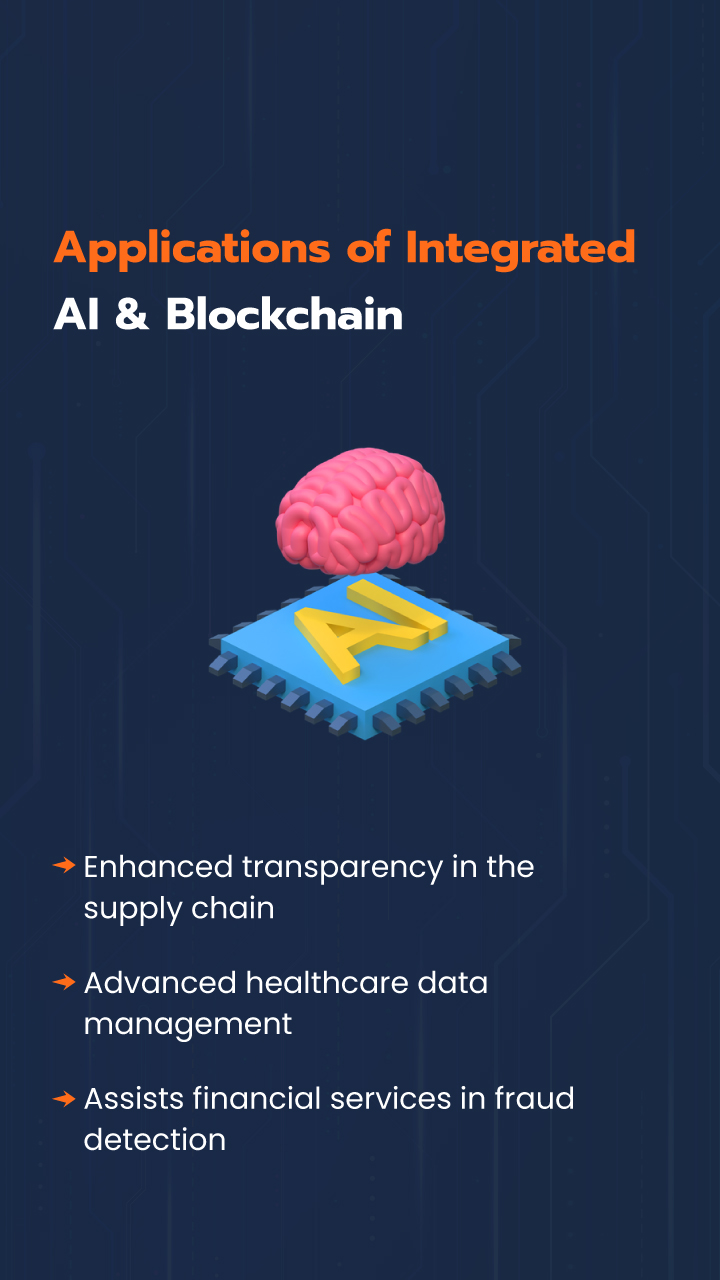 Applications of Integrated
AI & Blockchain
AI
Enhanced transparency in the
supply chain
Advanced healthcare data
management
Assists financial services in fraud
detection